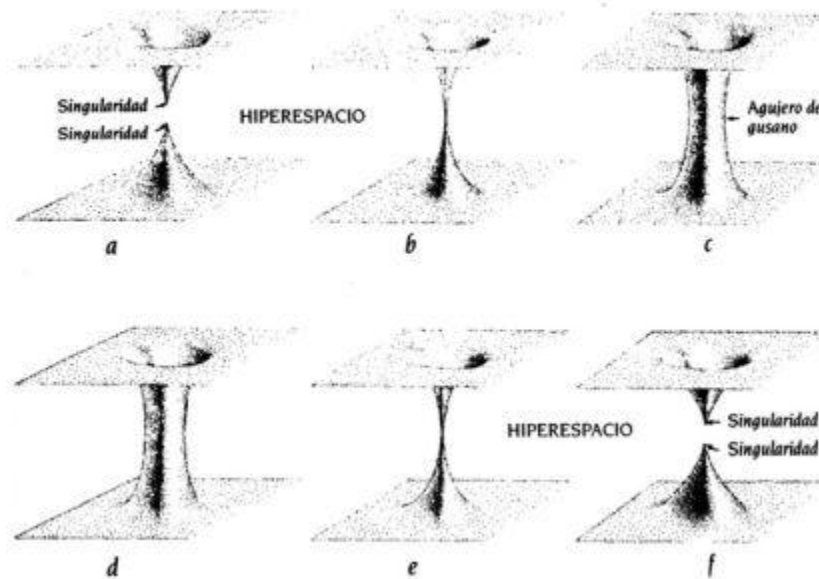 Singularidad
Singularidad
HIPERESPACIO
Agujero de
gusano
a
b
c
HIPERESPACIO
Singularidad
Singularidad
d
e
f